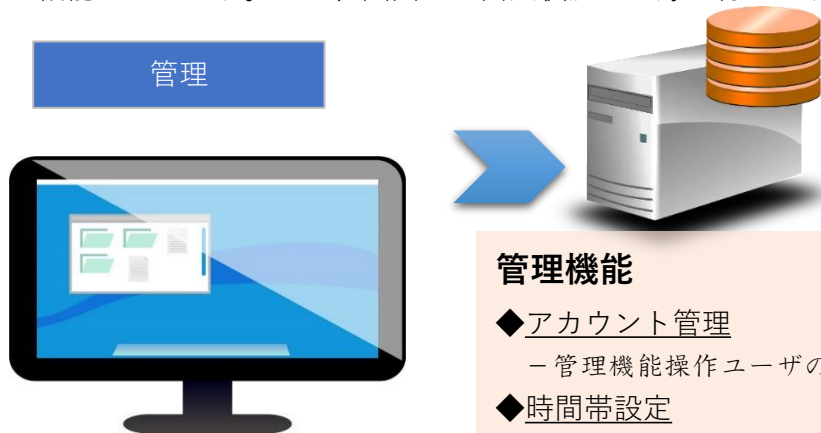 管理
管理機能
◆アカウント管理
－管理機能操作ユーザの
◆時間帯設定